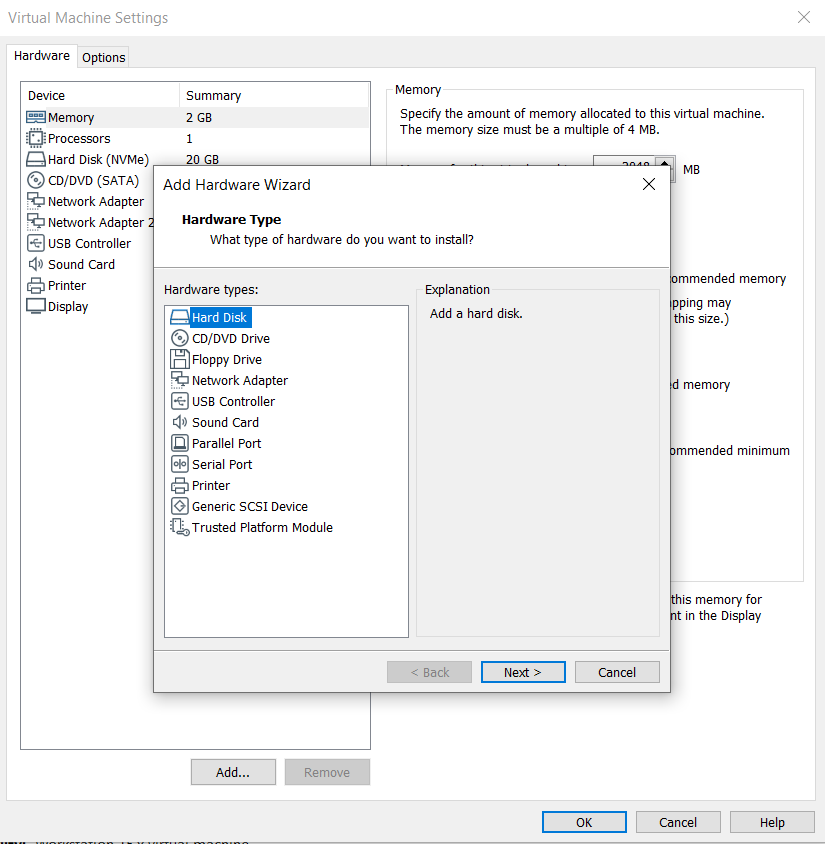 Virtual Machine Settings
Hardware Options
Device Summary
Memory 2 GB
Processors 1
Hard Disk (NVMe) 20 GB
CD/DVD (SATA)
Network Adapter
Network Adapter 2
USB Controller
Sound Card
Printer
Display
Memory
Specify the amount of memory allocated to this virtual machine.
The memory size must be a multiple of 4 MB.
MB
ommended memory
pping may
this size.)
d memory
ommended minimum
this memory for
nt in the Display
Add Hardware Wizard
Hardware Type
What type of hardware do you want to install?
Hardware types:
Hard Disk
CD/DVD Drive
Floppy Drive
Network Adapter
USB Controller
Sound Card
Parallel Port
Serial Port
Printer
Generic SCSI Device
Trusted Platform Module
Explanation
Add a hard disk.
< Back Next > Cancel
Add... Remove
OK Cancel Help